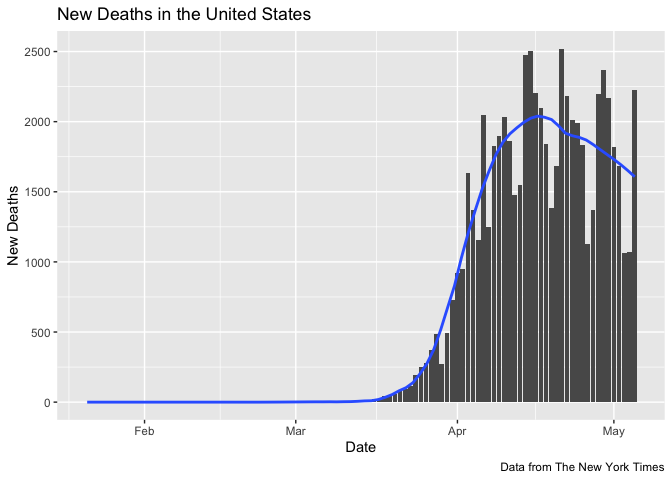 New Deaths in the United States
2500
2000
1500
1000
500
0
New Deaths
Feb
Mar
Apr
May
Date
Data from The New York Times